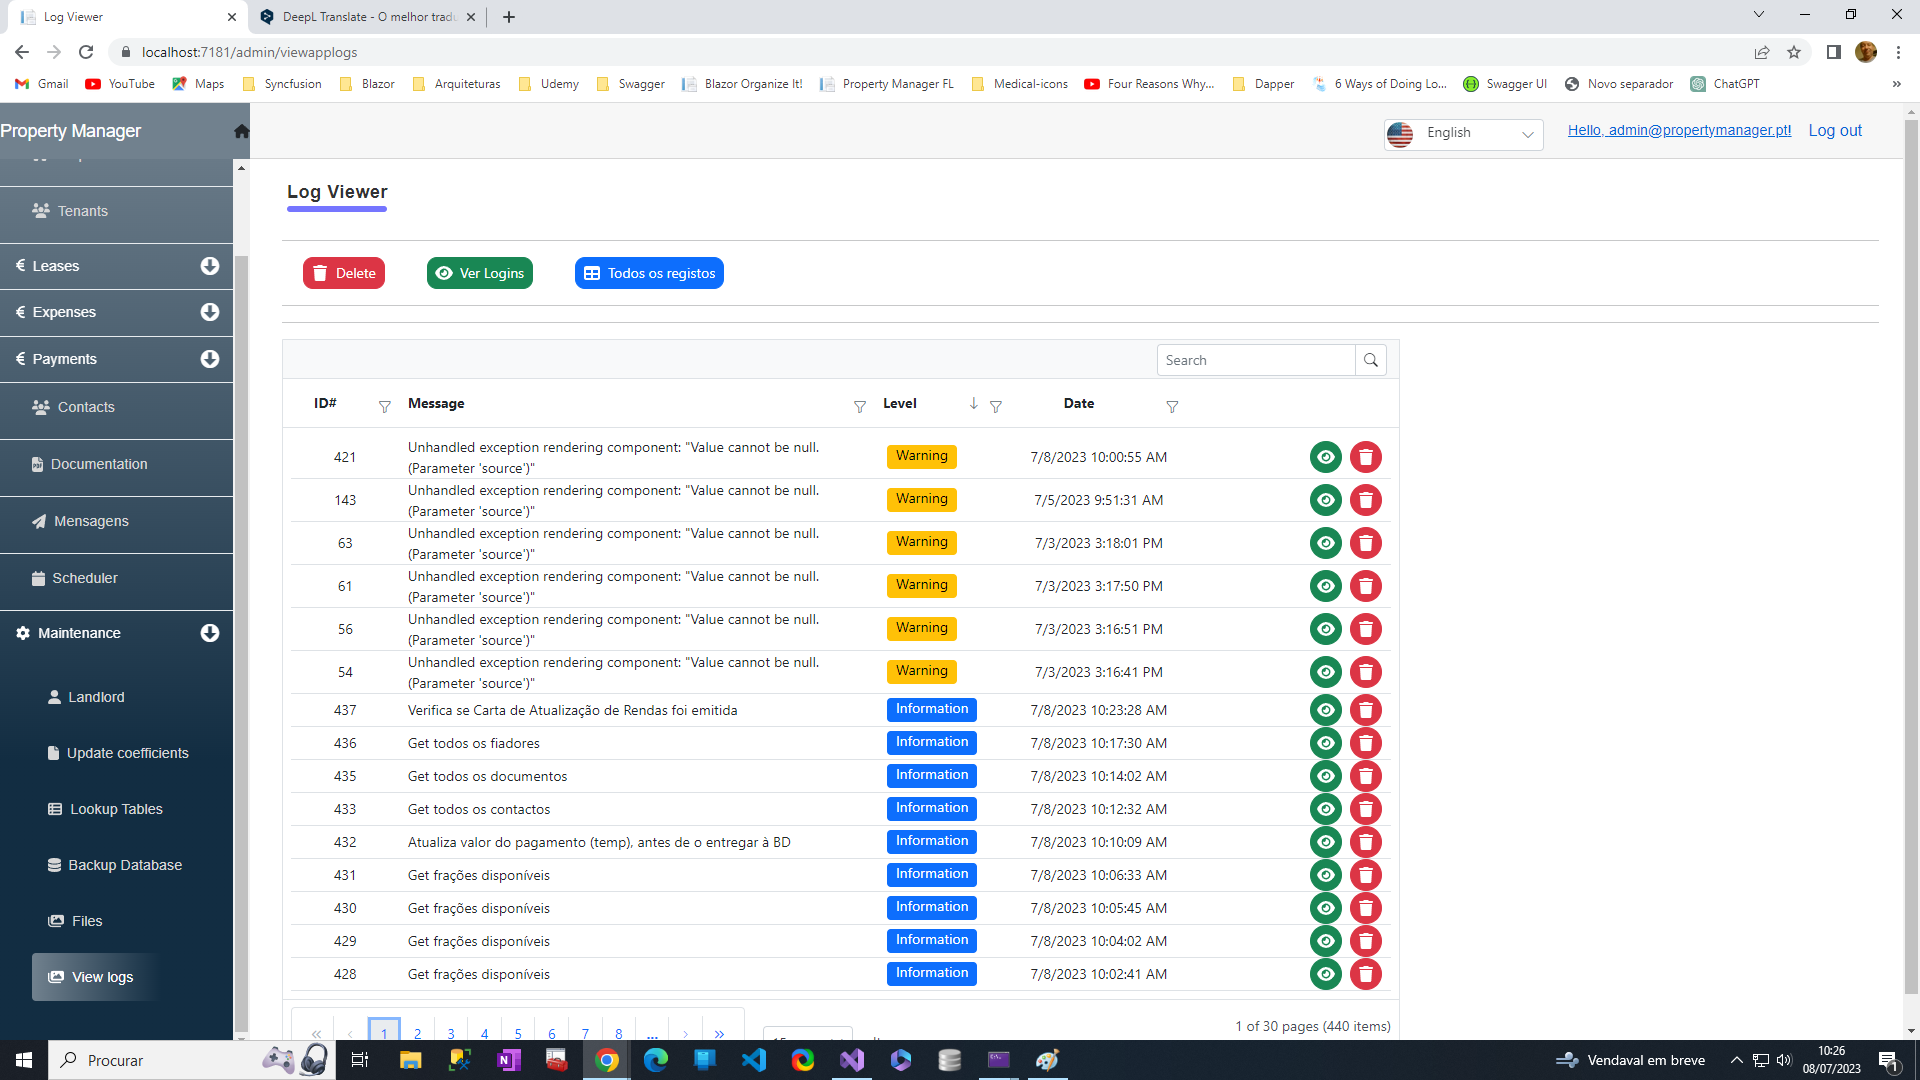 Log Viewer
DeepL Translate - O melhor tradu
localhost:7181/admin/viewapplogs
Gmail
YouTube
Maps
Syncfusion
Blazor
Arquiteturas
Udemy
Swagger
Blazor Organize It!
Property Manager FL
Medical-icons
Four Reasons Why...
Dapper
6 Ways of Doing Lo...
Swagger UI
Novo separador
ChatGPT
»
Property Manager
English
Hello, admin@propertymanager.pt!
Log out
Tenants
€ Leases
€ Expenses
€ Payments
Contacts
Documentation
Mensagens
Scheduler
Maintenance
Landlord
Update coefficients
Lookup Tables
Backup Database
Files
View logs
Log Viewer
Delete
Ver Logins
Todos os registos
Search
ID# Message Level Date
421 Unhandled exception rendering component: "Value cannot be null. Warning 7/8/2023 10:00:55 AM
(Parameter 'source')"
143 Unhandled exception rendering component: "Value cannot be null. Warning 7/5/2023 9:51:31 AM
(Parameter 'source')"
63 Unhandled exception rendering component: "Value cannot be null. Warning 7/3/2023 3:18:01 PM
(Parameter 'source')"
61 Unhandled exception rendering component: "Value cannot be null. Warning 7/3/2023 3:17:50 PM
(Parameter 'source')"
56 Unhandled exception rendering component: "Value cannot be null. Warning 7/3/2023 3:16:51 PM
(Parameter 'source')"
54 Unhandled exception rendering component: "Value cannot be null. Warning 7/3/2023 3:16:41 PM
(Parameter 'source')"
437 Verifica se Carta de Atualização de Rendas foi emitida Information 7/8/2023 10:23:28 AM
436 Get todos os fiadores Information 7/8/2023 10:17:30 AM
435 Get todos os documentos Information 7/8/2023 10:14:02 AM
433 Get todos os contactos Information 7/8/2023 10:12:32 AM
432 Atualiza valor do pagamento (temp), antes de o entregar à BD Information 7/8/2023 10:10:09 AM
431 Get frações disponíveis Information 7/8/2023 10:06:33 AM
430 Get frações disponíveis Information 7/8/2023 10:05:45 AM
429 Get frações disponíveis Information 7/8/2023 10:04:02 AM
428 Get frações disponíveis Information 7/8/2023 10:02:41 AM
« ‹ 1 2 3 4 5 6 7 8 ... › »
1 of 30 pages (440 items)
Procurar
Vendaval em breve
10:26
08/07/2023
1